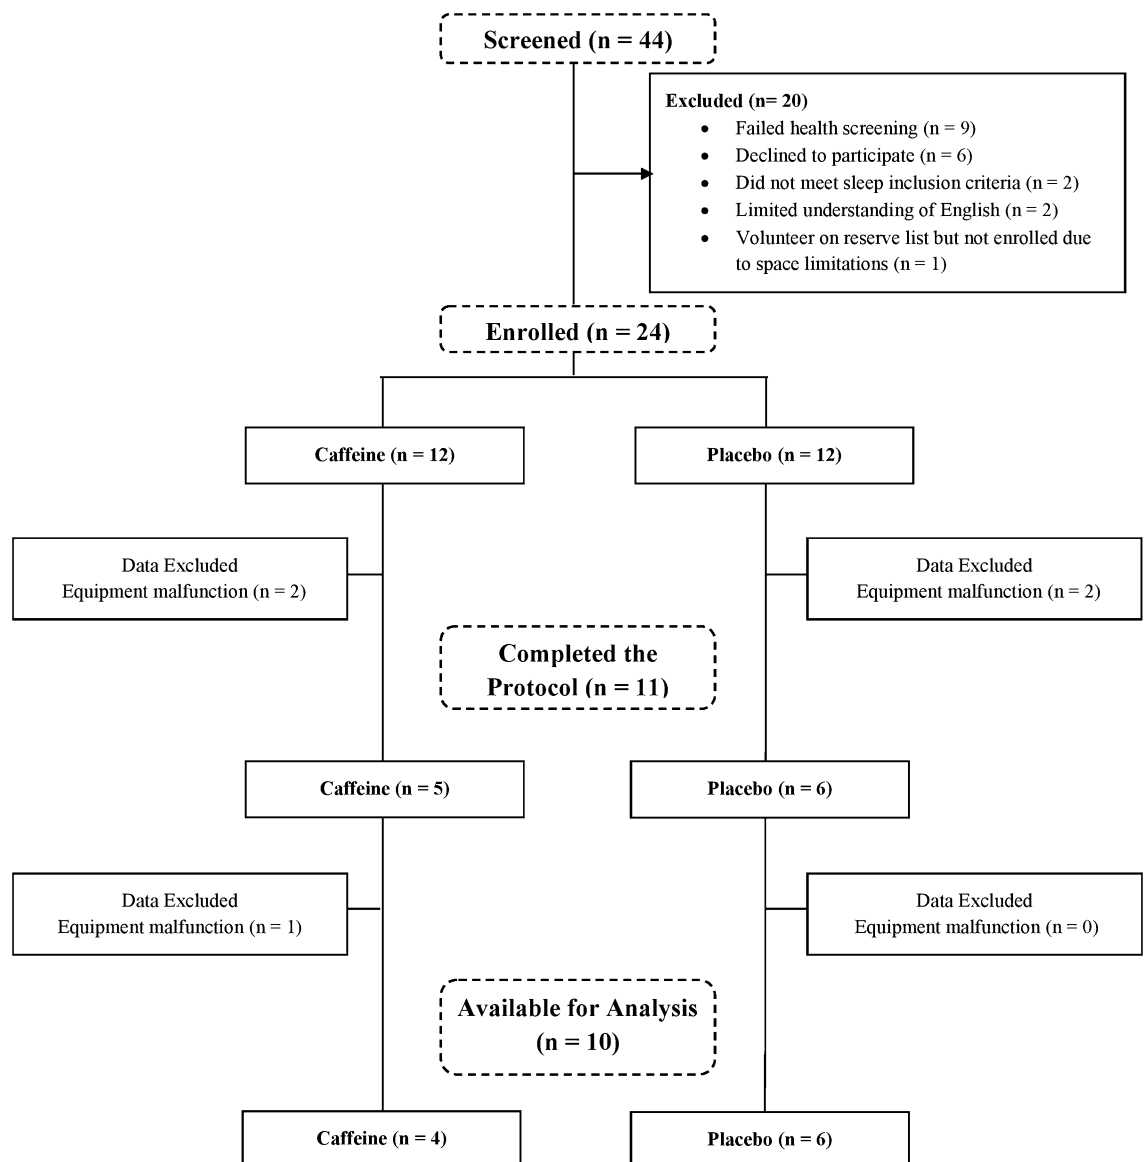 Screened (n = 44)
Excluded (n= 20)
• Failed health screening (n = 9)
• Declined to participate (n = 6)
• Did not meet sleep inclusion criteria (n = 2)
• Limited understanding of English (n = 2)
• Volunteer on reserve list but not enrolled due
to space limitations (n = 1)
Enrolled (n = 24)
Caffeine (n = 12)
Placebo (n = 12)
Data Excluded
Equipment malfunction (n = 2)
Data Excluded
Equipment malfunction (n = 2)
Completed the
Protocol (n = 11)
Caffeine (n = 5)
Placebo (n = 6)
Data Excluded
Equipment malfunction (n = 1)
Data Excluded
Equipment malfunction (n = 0)
Available for Analysis
(n = 10)
Caffeine (n = 4)
Placebo (n = 6)